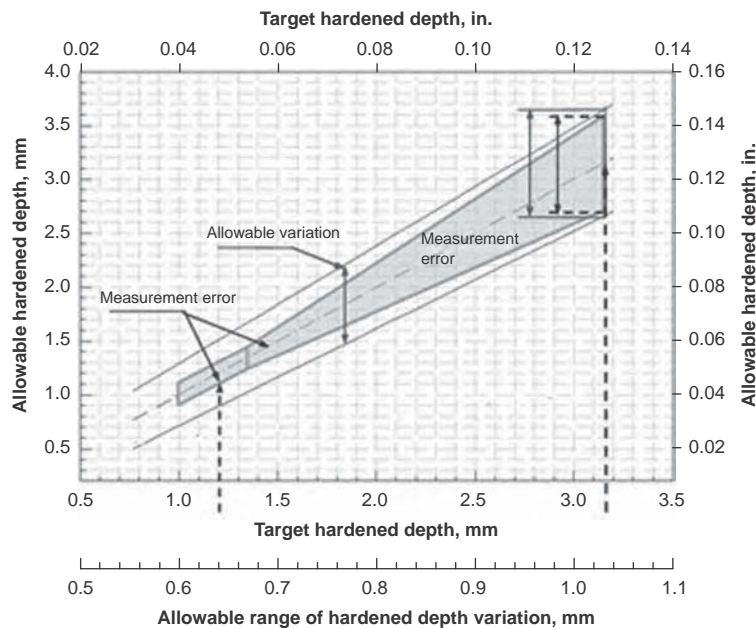 Target hardened depth, in.
0.02 0.04 0.06 0.08 0.10 0.12 0.14
4.0
3.5
3.0
2.5
2.0
1.5
1.0
0.5
Allowable hardened depth, mm
0.16
0.14
0.12
0.10
0.08
0.06
0.04
0.02
Allowable hardened depth, in.
Allowable variation
Measurement
error
Measurement error
0.5 1.0 1.5 2.0 2.5 3.0 3.5
Target hardened depth, mm
0.5 0.6 0.7 0.8 0.9 1.0 1.1
Allowable range of hardened depth variation, mm